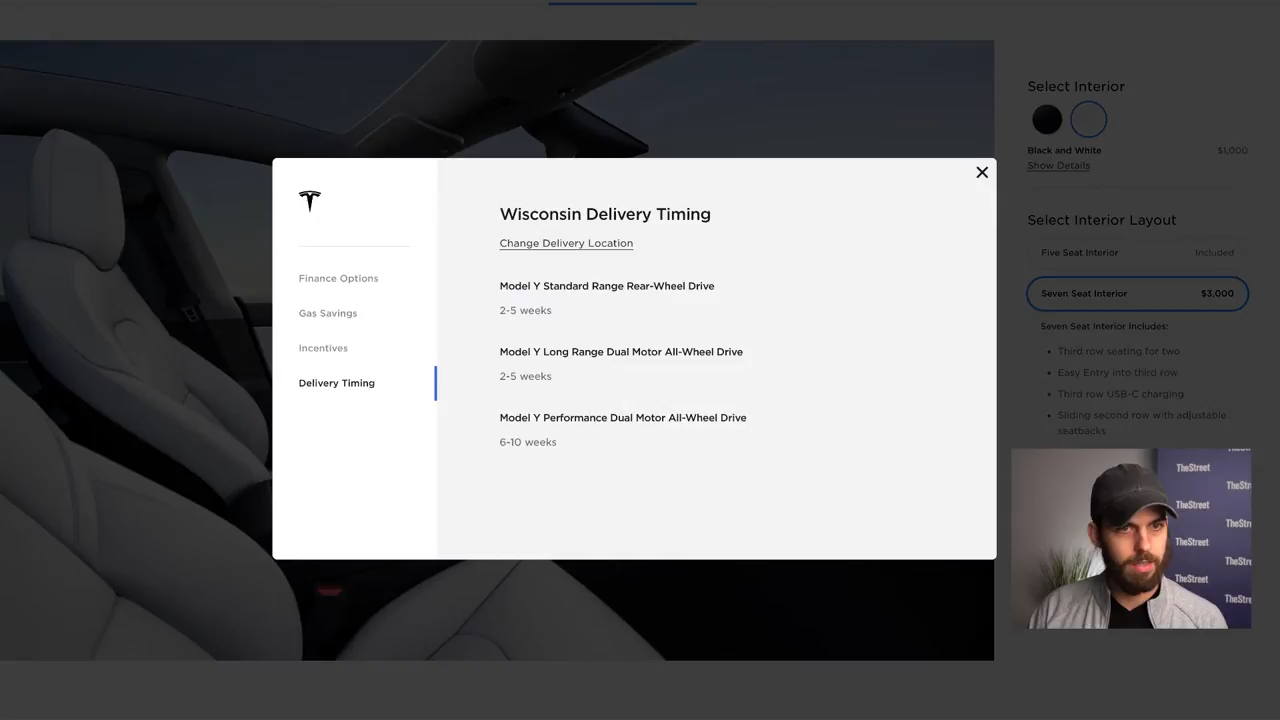 Select Interior
Black and White $1,000
Show Details
Select Interior Layout
Five Seat Interior Included
Seven Seat Interior $3,000
Seven Seat Interior Includes:
Third row seating for two
Easy Entry into third row
Third row USB-C charging
Sliding second row with adjustable
seatbacks
Wisconsin Delivery Timing
Change Delivery Location
Finance Options
Gas Savings
Incentives
Delivery Timing
Model Y Standard Range Rear-Wheel Drive
2-5 weeks
Model Y Long Range Dual Motor All-Wheel Drive
2-5 weeks
Model Y Performance Dual Motor All-Wheel Drive
6-10 weeks
TheStreet
TheStreet
TheStreet
TheStreet